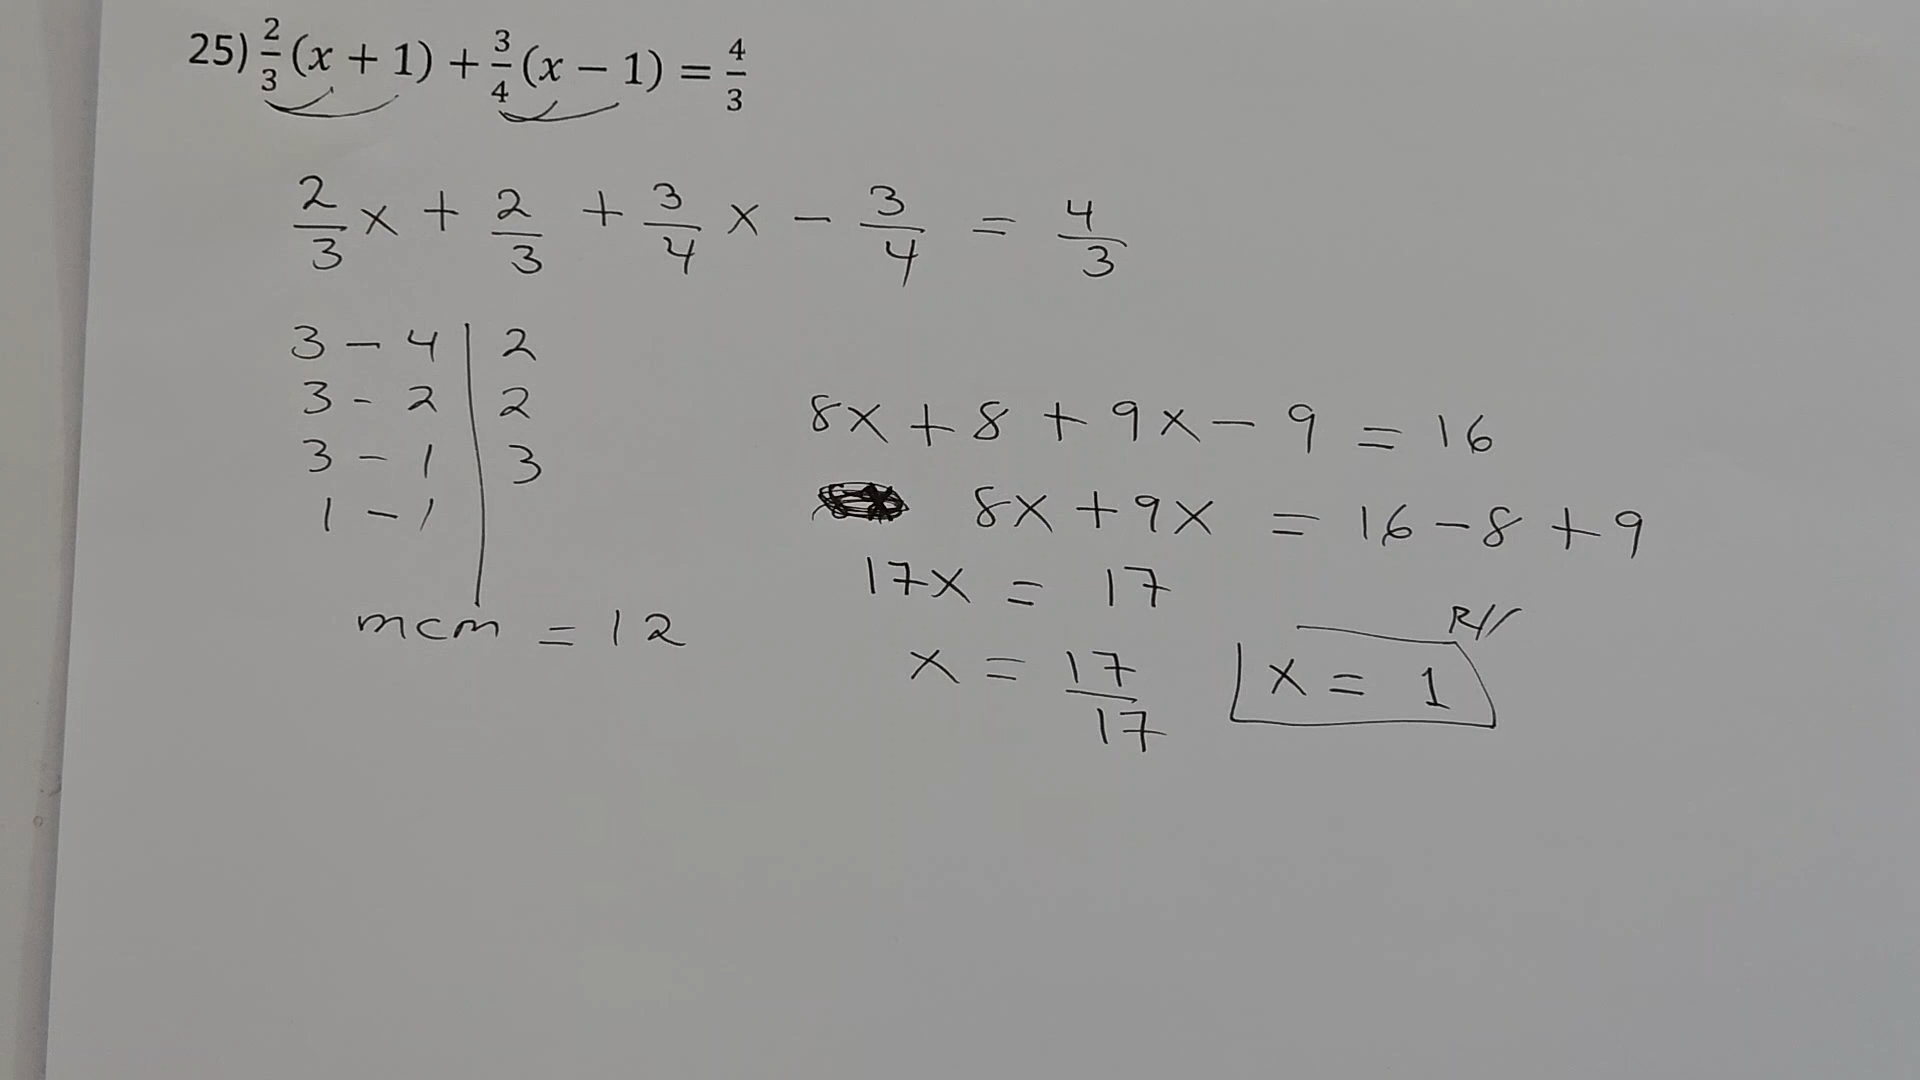 25) 2/3 (x + 1) + 3/4 (x − 1) = 4/3
2/3 x + 2/3 + 3/4 x − 3/4 = 4/3
3 − 4 | 2
3 − 2 | 2
3 − 1 | 3
1 − 1 |
mcm = 12
8x + 8 + 9x − 9 = 16
8x + 9x = 16 − 8 + 9
17x = 17
x = 17/17
x = 1 R//